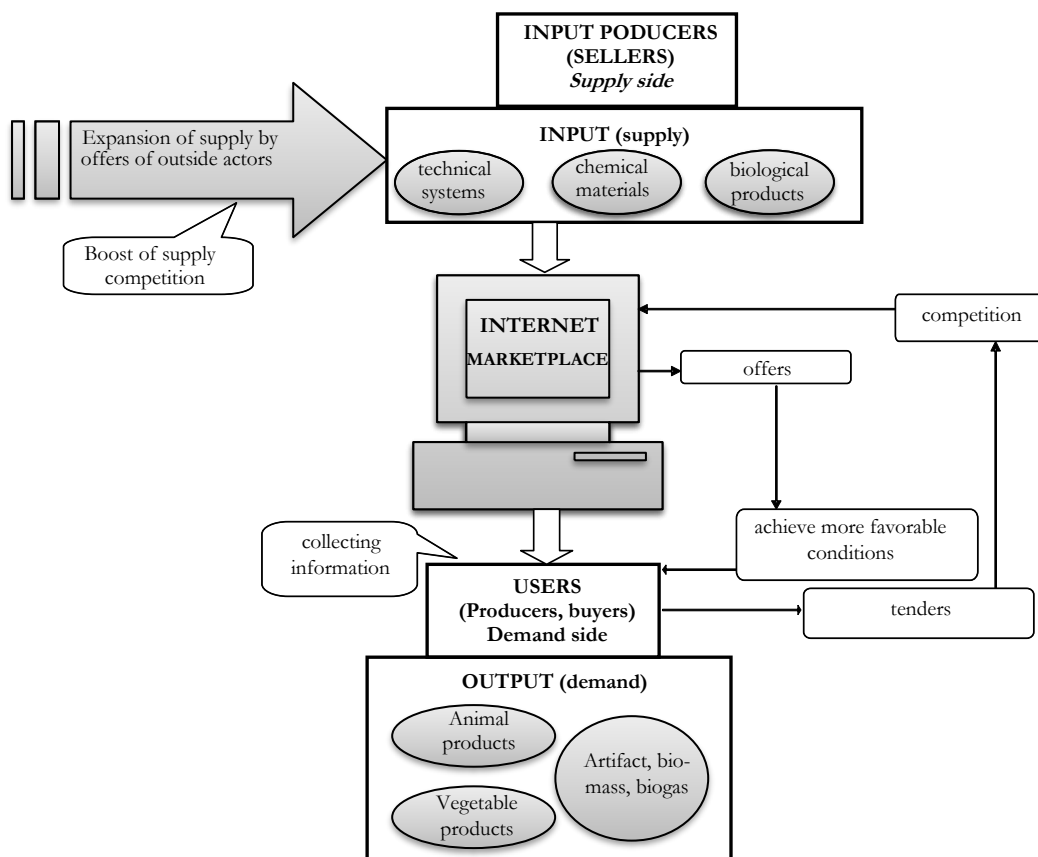 INPUT PODUCERS
(SELLERS)
Supply side
INPUT (supply)
technical
systems
chemical
materials
biological
products
Expansion of supply by
offers of outside actors
Boost of supply
competition
INTERNET
MARKETPLACE
competition
offers
achieve more favorable
conditions
tenders
collecting
information
USERS
(Producers, buyers)
Demand side
OUTPUT (demand)
Animal
products
Artifact, bio-
mass, biogas
Vegetable
products